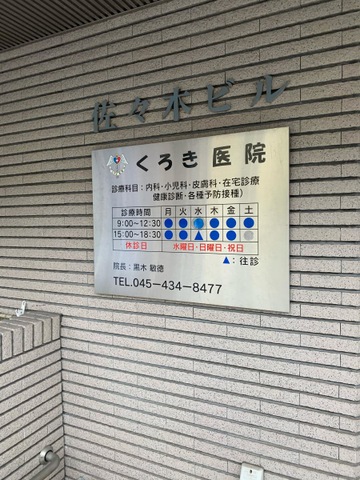 佐々木ビル
くろき医院
診療科目:内科・小児科・皮膚科・在宅診療
健康診断・各種予防接種)
診療時間 月 火 水 木 金 土
9:00~12:30
15:00~18:30
休診日 水曜日・日曜日・祝日
▲:往診
院長:黒木 敏德
TEL.045-434-8477